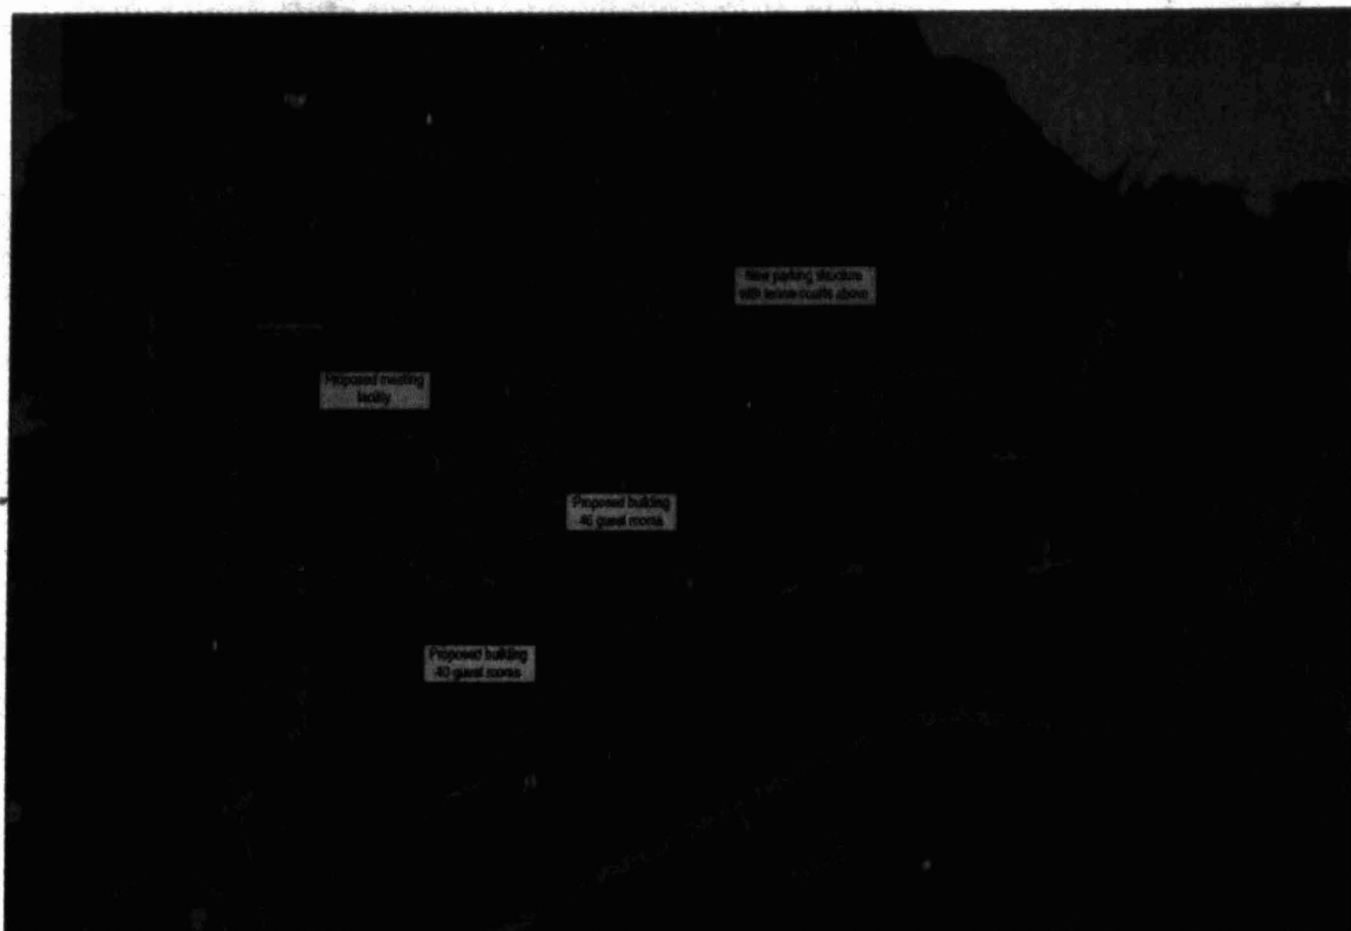 New parking structure
with tennis courts above
Proposed meeting
facility
Proposed building
46 guest rooms
Proposed building
40 guest rooms